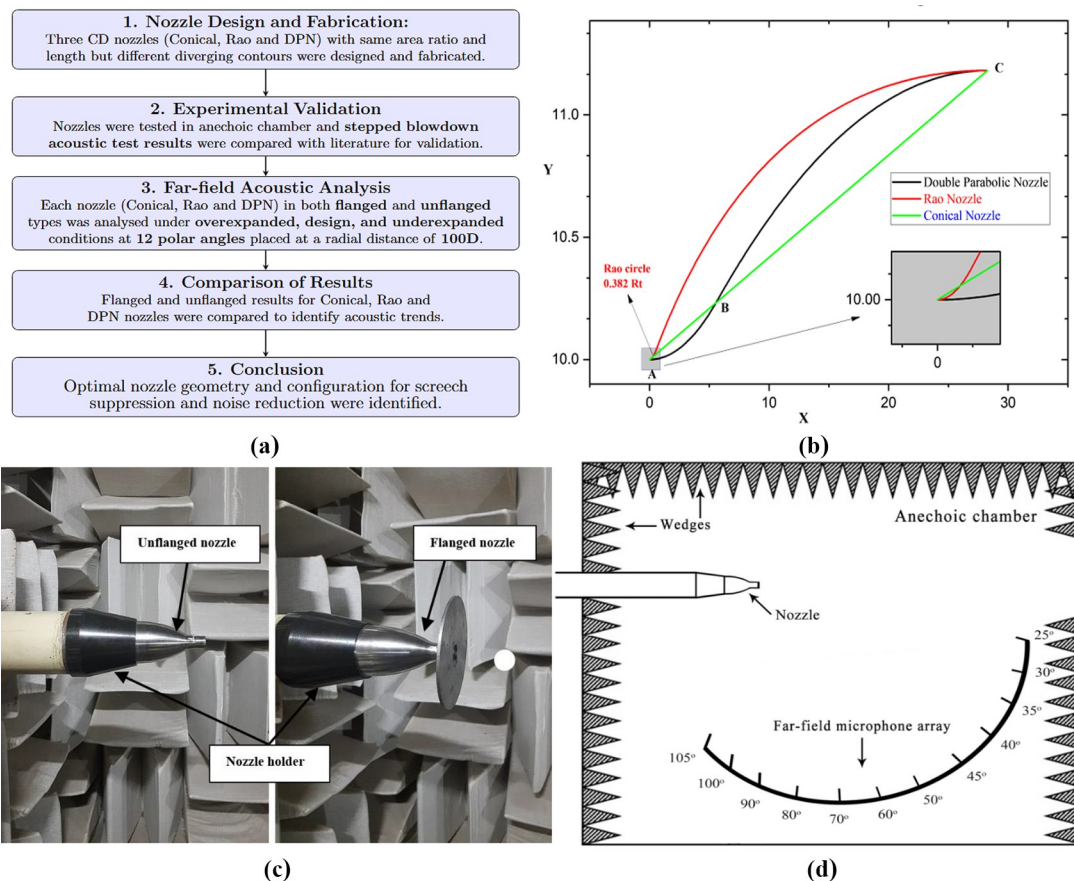 1. Nozzle Design and Fabrication:
Three CD nozzles (Conical, Rao and DPN) with same area ratio and
length but different diverging contours were designed and fabricated.
2. Experimental Validation
Nozzles were tested in anechoic chamber and stepped blowdown
acoustic test results were compared with literature for validation.
3. Far-field Acoustic Analysis
Each nozzle (Conical, Rao and DPN) in both flanged and unflanged
types was analysed under overexpanded, design, and underexpanded
conditions at 12 polar angles placed at a radial distance of 100D.
4. Comparison of Results
Flanged and unflanged results for Conical, Rao and
DPN nozzles were compared to identify acoustic trends.
5. Conclusion
Optimal nozzle geometry and configuration for screech
suppression and noise reduction were identified.
(a)
C
11.0
Y
Double Parabolic Nozzle
Rao Nozzle
Conical Nozzle
10.5
Rao circle
0.382 Rt
B
10.00
0
10.0
A
0
10
20
30
X
(b)
Unflanged nozzle
Flanged nozzle
Nozzle holder
(c)
Wedges
Anechoic chamber
Nozzle
25°
30°
35°
40°
45°
50°
60°
70°
80°
90°
100°
105°
Far-field microphone array
(d)